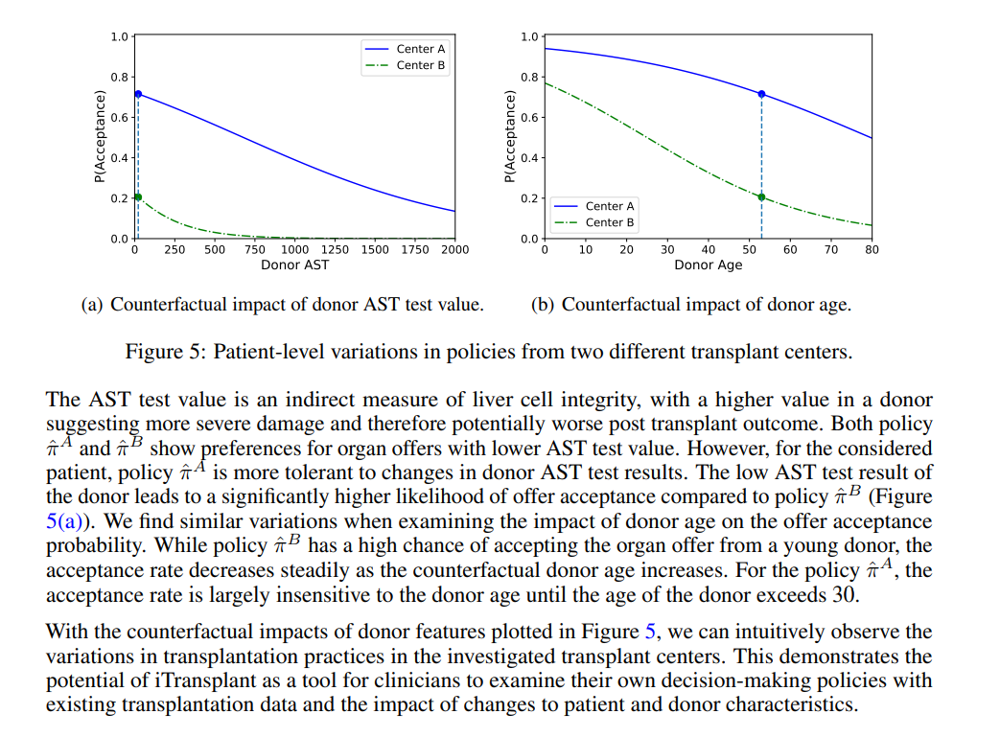 1.0
0.8
0.6
0.4
0.2
0.0
P(Acceptance)
Center A
Center B
0 250 500 750 1000 1250 1500 1750 2000
Donor AST
1.0
0.8
0.6
0.4
0.2
0.0
P(Acceptance)
Center A
Center B
0 10 20 30 40 50 60 70 80
Donor Age
(a) Counterfactual impact of donor AST test value.
(b) Counterfactual impact of donor age.
Figure 5: Patient-level variations in policies from two different transplant centers.
The AST test value is an indirect measure of liver cell integrity, with a higher value in a donor
suggesting more severe damage and therefore potentially worse post transplant outcome. Both policy
π̂^A and π̂^B show preferences for organ offers with lower AST test value. However, for the considered
patient, policy π̂^A is more tolerant to changes in donor AST test results. The low AST test result of
the donor leads to a significantly higher likelihood of offer acceptance compared to policy π̂^B (Figure
5(a)). We find similar variations when examining the impact of donor age on the offer acceptance
probability. While policy π̂^B has a high chance of accepting the organ offer from a young donor, the
acceptance rate decreases steadily as the counterfactual donor age increases. For the policy π̂^A, the
acceptance rate is largely insensitive to the donor age until the age of the donor exceeds 30.
With the counterfactual impacts of donor features plotted in Figure 5, we can intuitively observe the
variations in transplantation practices in the investigated transplant centers. This demonstrates the
potential of iTransplant as a tool for clinicians to examine their own decision-making policies with
existing transplantation data and the impact of changes to patient and donor characteristics.